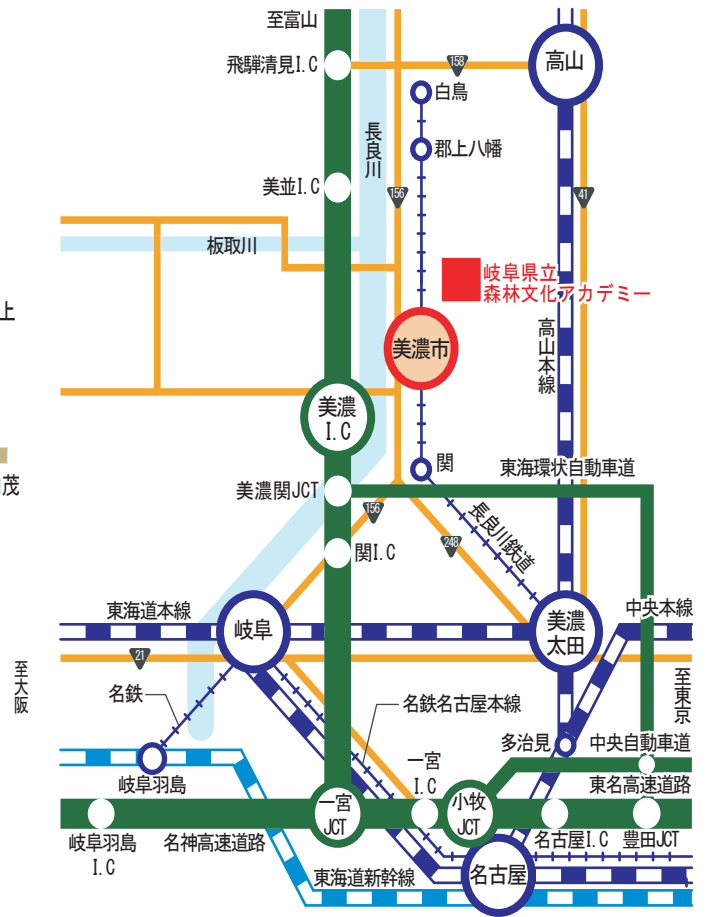 至富山
飛騨清見I.C
158
高山
白鳥
長良川
郡上八幡
美並I.C
156
41
板取川
岐阜県立
森林文化アカデミー
上
高山本線
美濃市
美濃
I.C
関
東海環状自動車道
茂
美濃関JCT
156
長良川鉄道
248
関I.C
東海道本線
岐阜
美濃
太田
中央本線
21
至大阪
至東京
名鉄
名鉄名古屋本線
多治見
中央自動車道
岐阜羽島
一宮
I.C
東名高速道路
一宮
JCT
小牧
JCT
岐阜羽島
I.C
名神高速道路
名古屋I.C
豊田JCT
東海道新幹線
名古屋